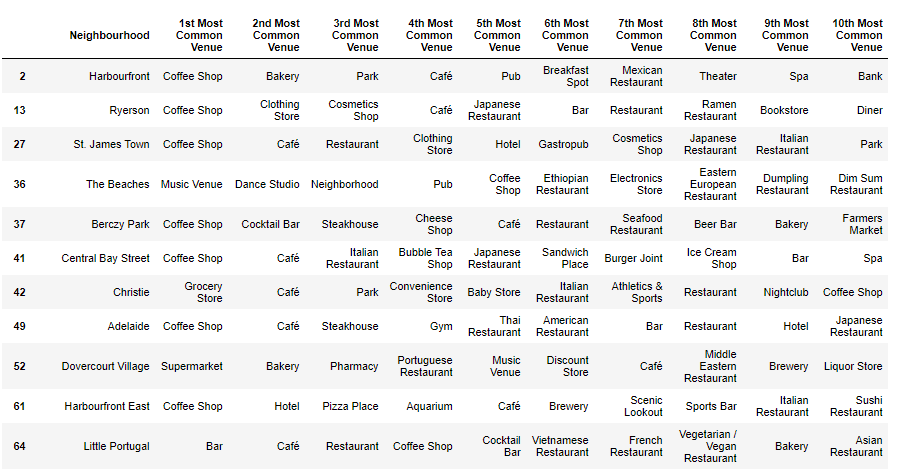 Neighbourhood 1st Most Common Venue 2nd Most Common Venue 3rd Most Common Venue 4th Most Common Venue 5th Most Common Venue 6th Most Common Venue 7th Most Common Venue 8th Most Common Venue 9th Most Common Venue 10th Most Common Venue
2 Harbourfront Coffee Shop Bakery Park Café Pub Breakfast Spot Mexican Restaurant Theater Spa Bank
13 Ryerson Coffee Shop Clothing Store Cosmetics Shop Café Japanese Restaurant Bar Restaurant Ramen Restaurant Bookstore Diner
27 St. James Town Coffee Shop Café Restaurant Clothing Store Hotel Gastropub Cosmetics Shop Japanese Restaurant Italian Restaurant Park
36 The Beaches Music Venue Dance Studio Neighborhood Pub Coffee Shop Ethiopian Restaurant Electronics Store Eastern European Restaurant Dumpling Restaurant Dim Sum Restaurant
37 Berczy Park Coffee Shop Cocktail Bar Steakhouse Cheese Shop Café Restaurant Seafood Restaurant Beer Bar Bakery Farmers Market
41 Central Bay Street Coffee Shop Café Italian Restaurant Bubble Tea Shop Japanese Restaurant Sandwich Place Burger Joint Ice Cream Shop Bar Spa
42 Christie Grocery Store Café Park Convenience Store Baby Store Italian Restaurant Athletics & Sports Restaurant Nightclub Coffee Shop
49 Adelaide Coffee Shop Café Steakhouse Gym Thai Restaurant American Restaurant Bar Restaurant Hotel Japanese Restaurant
52 Dovercourt Village Supermarket Bakery Pharmacy Portuguese Restaurant Music Venue Discount Store Café Middle Eastern Restaurant Brewery Liquor Store
61 Harbourfront East Coffee Shop Hotel Pizza Place Aquarium Café Brewery Scenic Lookout Sports Bar Italian Restaurant Sushi Restaurant
64 Little Portugal Bar Café Restaurant Coffee Shop Cocktail Bar Vietnamese Restaurant French Restaurant Vegetarian / Vegan Restaurant Bakery Asian Restaurant